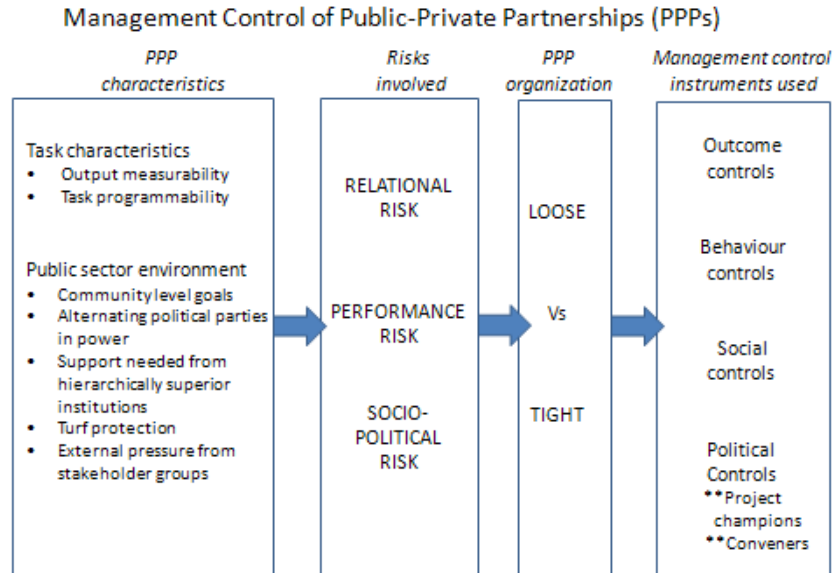 Management Control of Public-Private Partnerships (PPPs)
PPP
characteristics
Risks
involved
PPP
organization
Management control
instruments used
Task characteristics
• Output measurability
• Task programmability
Public sector environment
• Community level goals
• Alternating political parties
in power
• Support needed from
hierarchically superior
institutions
• Turf protection
• External pressure from
stakeholder groups
RELATIONAL
RISK
PERFORMANCE
RISK
SOCIO-
POLITICAL
RISK
LOOSE
Vs
TIGHT
Outcome
controls
Behaviour
controls
Social
controls
Political
Controls
**Project
champions
**Conveners